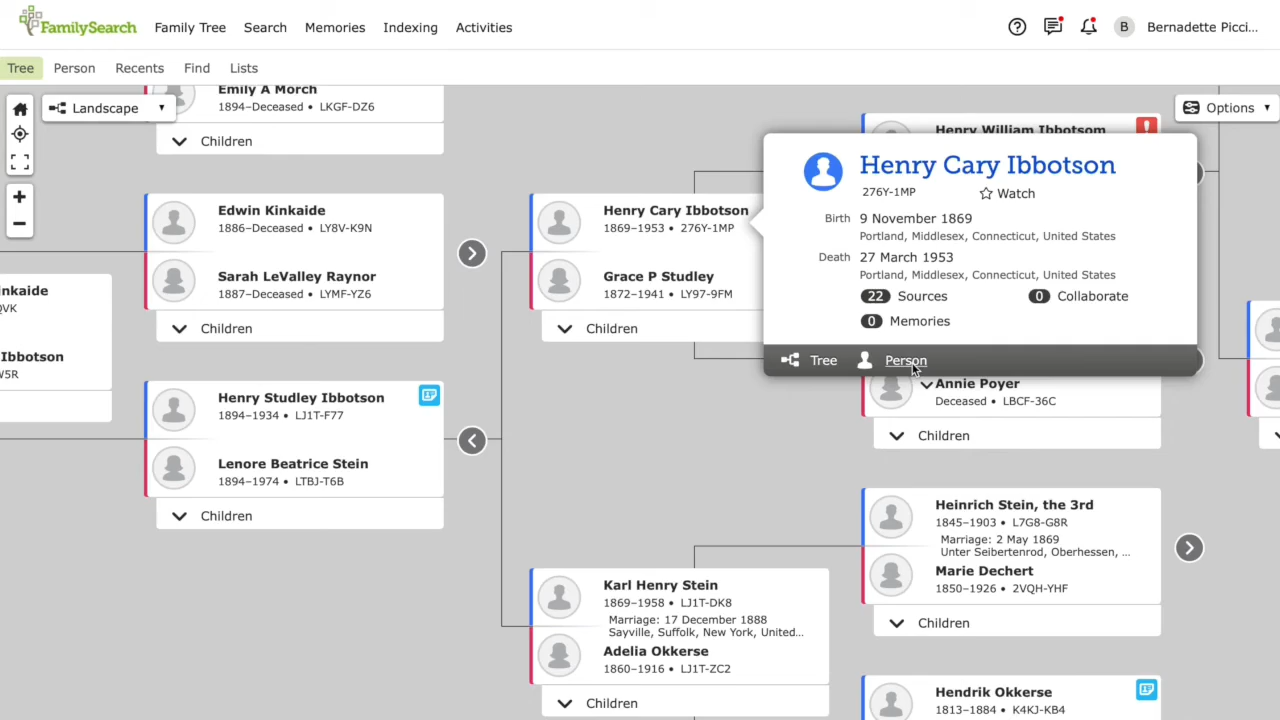 FamilySearch
Family Tree
Search
Memories
Indexing
Activities
B
Bernadette Picci...
Tree
Person
Recents
Find
Lists
Landscape
Options
Emily A Morch
1894–Deceased • LKGF-DZ6
Children
Edwin Kinkaide
1886–Deceased • LY8V-K9N
Sarah LeValley Raynor
1887–Deceased • LYMF-YZ6
Children
nkaide
QVK
Ibbotson
W5R
Henry Studley Ibbotson
1894–1934 • LJ1T-F77
Lenore Beatrice Stein
1894–1974 • LTBJ-T6B
Children
Henry Cary Ibbotson
1869–1953 • 276Y-1MP
Grace P Studley
1872–1941 • LY97-9FM
Children
Karl Henry Stein
1869–1958 • LJ1T-DK8
Marriage: 17 December 1888
Sayville, Suffolk, New York, United...
Adelia Okkerse
1860–1916 • LJ1T-ZC2
Children
Henry William Ibbotsom
Henry Cary Ibbotson
276Y-1MP
Watch
Birth 9 November 1869
Portland, Middlesex, Connecticut, United States
Death 27 March 1953
Portland, Middlesex, Connecticut, United States
22 Sources
0 Collaborate
0 Memories
Tree
Person
Annie Poyer
Deceased • LBCF-36C
Children
Heinrich Stein, the 3rd
1845–1903 • L7G8-G8R
Marriage: 2 May 1869
Unter Seibertenrod, Oberhessen, ...
Marie Dechert
1850–1926 • 2VQH-YHF
Children
Hendrik Okkerse
1813–1884 • K4KJ-KB4